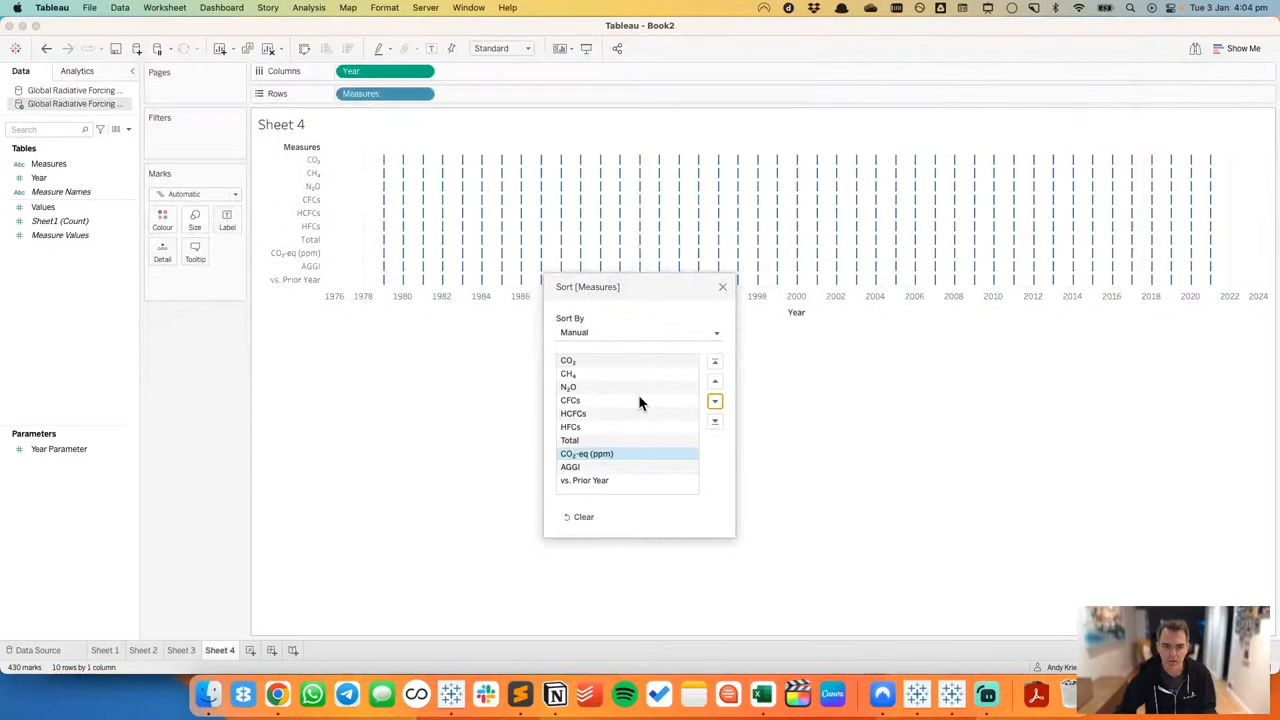 Tableau File Data Worksheet Dashboard Story Analysis Map Format Server Window Help Tue 3 Jan 4:04 pm
Tableau - Book2
Standard Show Me
Data Analytics Pages Columns Year
Global Radiative Forcing ...
Global Radiative Forcing ...
Rows Measures
Search
Filters
Tables
Abc Measures
# Year
Abc Measure Names
# Values
# Sheet1 (Count)
# Measure Values
Parameters
# Year Parameter
Marks
Automatic
Colour Size Label
Detail Tooltip
Sheet 4
Measures
CO₂
CH₄
N₂O
CFCs
HCFCs
HFCs
Total
CO₂-eq (ppm)
AGGI
vs. Prior Year
1976 1978 1980 1982 1984 1986 1998 2000 2002 2004 2006 2008 2010 2012 2014 2016 2018 2020 2022 2024
Year
Sort [Measures]
Sort By
Manual
CO₂
CH₄
N₂O
CFCs
HCFCs
HFCs
Total
CO₂-eq (ppm)
AGGI
vs. Prior Year
Clear
Data Source Sheet 1 Sheet 2 Sheet 3 Sheet 4
430 marks 10 rows by 1 column Andy Krie
Canva